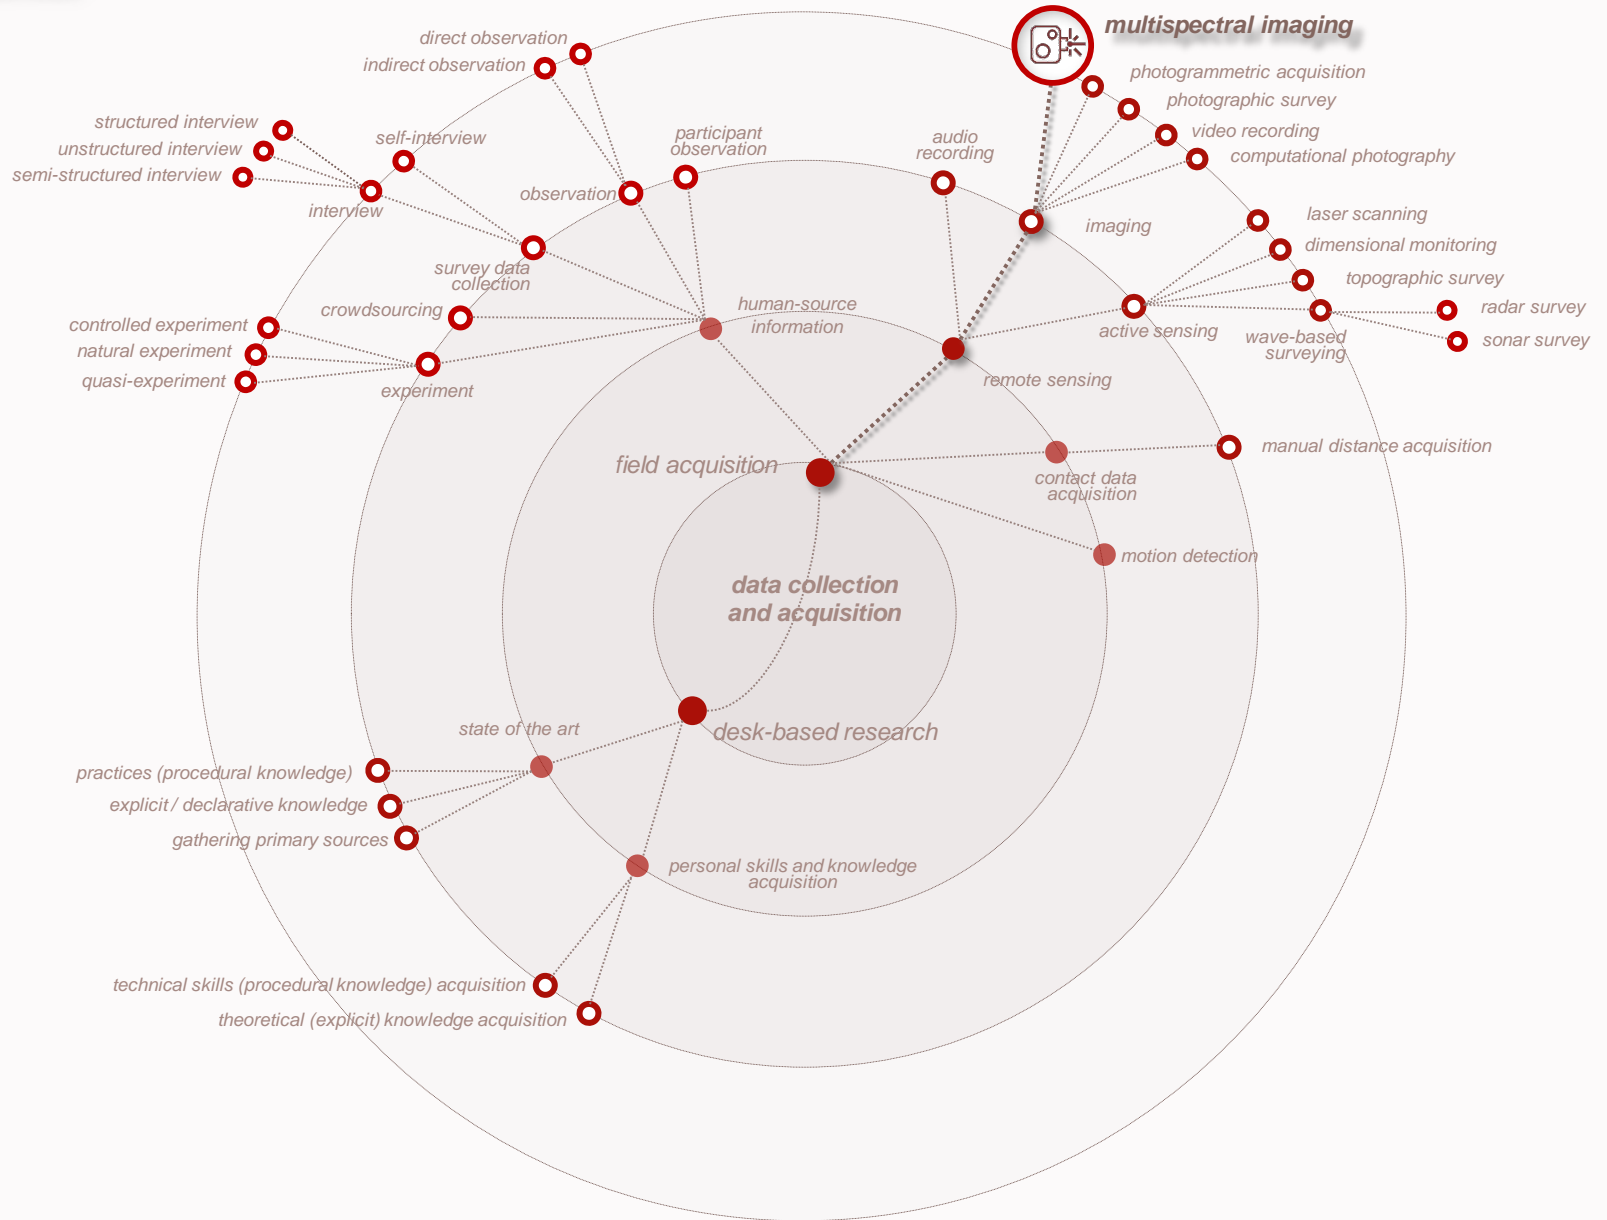 multispectral imaging
direct observation
indirect observation
photogrammetric acquisition
photographic survey
structured interview
unstructured interview
semi-structured interview
self-interview
participant
observation
audio
recording
video recording
computational photography
observation
interview
imaging
laser scanning
dimensional monitoring
topographic survey
survey data
collection
crowdsourcing
human-source
information
radar survey
controlled experiment
natural experiment
quasi-experiment
active sensing
wave-based
surveying
sonar survey
experiment
remote sensing
field acquisition
manual distance acquisition
contact data
acquisition
motion detection
data collection
and acquisition
state of the art
desk-based research
practices (procedural knowledge)
explicit / declarative knowledge
gathering primary sources
personal skills and knowledge
acquisition
technical skills (procedural knowledge) acquisition
theoretical (explicit) knowledge acquisition